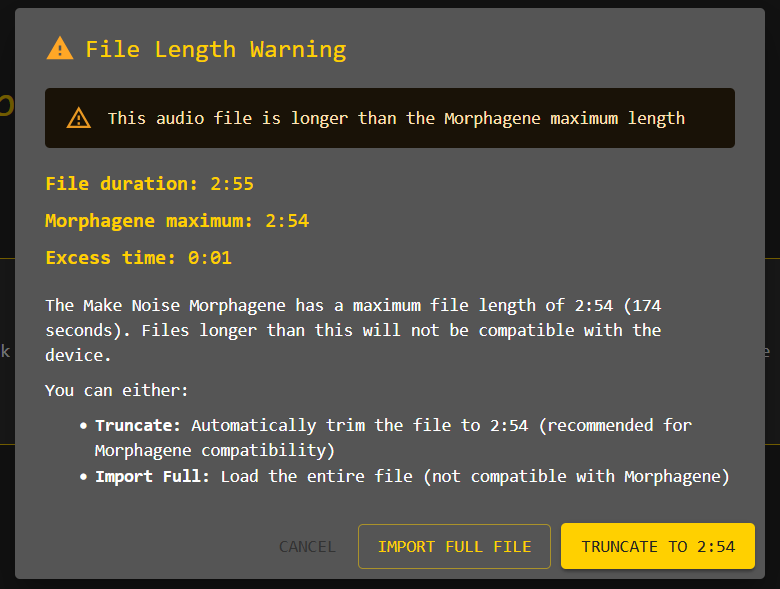 File Length Warning
This audio file is longer than the Morphagene maximum length
File duration: 2:55
Morphagene maximum: 2:54
Excess time: 0:01
The Make Noise Morphagene has a maximum file length of 2:54 (174
seconds). Files longer than this will not be compatible with the
device.
You can either:
• Truncate: Automatically trim the file to 2:54 (recommended for
Morphagene compatibility)
• Import Full: Load the entire file (not compatible with Morphagene)
CANCEL
IMPORT FULL FILE
TRUNCATE TO 2:54